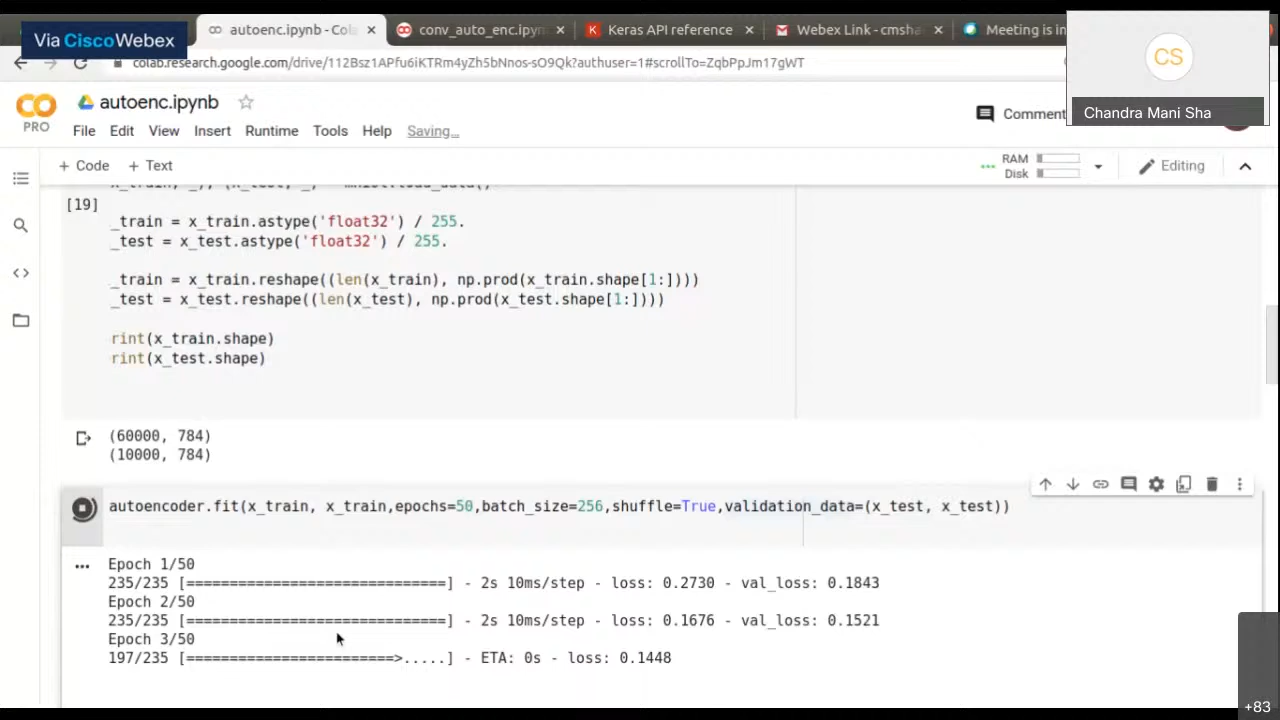 Via Cisco Webex
autoenc.ipynb - Cola
conv_auto_enc.ipyn
Keras API reference
Webex Link - cmsha
Meeting is in
CS
Chandra Mani Sha
colab.research.google.com/drive/112Bsz1APfu6iKTRm4yZh5bNnos-sO9Qk?authuser=1#scrollTo=ZqbPpJm17gWT
PRO
autoenc.ipynb
Comment
File Edit View Insert Runtime Tools Help Saving...
+ Code + Text
RAM
Disk
Editing
[19]
_train = x_train.astype('float32') / 255.
_test = x_test.astype('float32') / 255.
_train = x_train.reshape((len(x_train), np.prod(x_train.shape[1:])))
_test = x_test.reshape((len(x_test), np.prod(x_test.shape[1:])))
rint(x_train.shape)
rint(x_test.shape)
(60000, 784)
(10000, 784)
autoencoder.fit(x_train, x_train,epochs=50,batch_size=256,shuffle=True,validation_data=(x_test, x_test))
Epoch 1/50
235/235 [==============================] - 2s 10ms/step - loss: 0.2730 - val_loss: 0.1843
Epoch 2/50
235/235 [==============================] - 2s 10ms/step - loss: 0.1676 - val_loss: 0.1521
Epoch 3/50
197/235 [========================>.....] - ETA: 0s - loss: 0.1448
+83